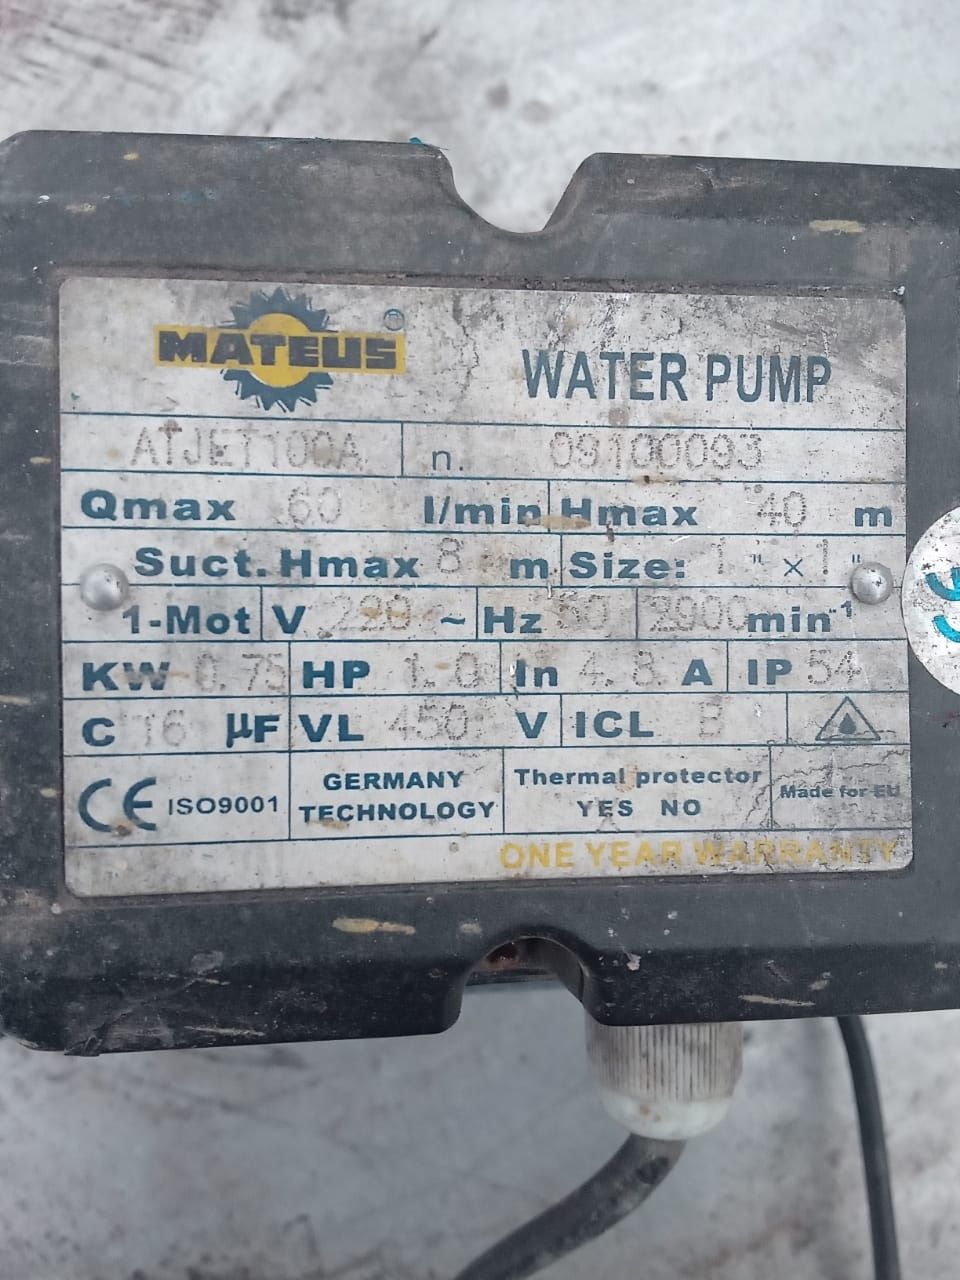 MATEUS ®
WATER PUMP
ATJET100A n. 09100093
Qmax 60 l/min Hmax 40 m
Suct. Hmax 8 m Size: 1" x 1"
1-Mot V 220 ~ Hz 50 2900 min-1
KW 0.75 HP 1.0 In 4.8 A IP 54
C 16 µF VL 450 V ICL B
CE ISO9001 GERMANY TECHNOLOGY Thermal protector YES NO Made for EU
ONE YEAR WARRANTY